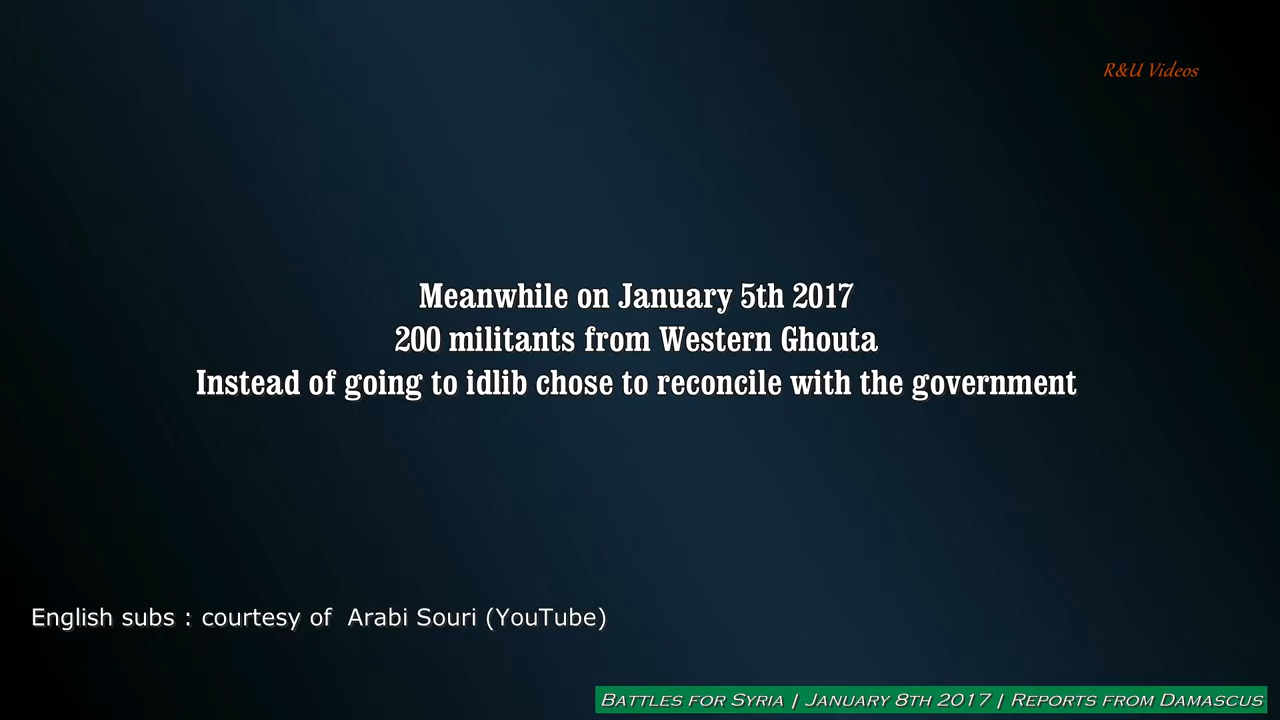 R&U Videos
Meanwhile on January 5th 2017
200 militants from Western Ghouta
Instead of going to idlib chose to reconcile with the government
English subs : courtesy of Arabi Souri (YouTube)
Battles for Syria | January 8th 2017 | Reports from Damascus